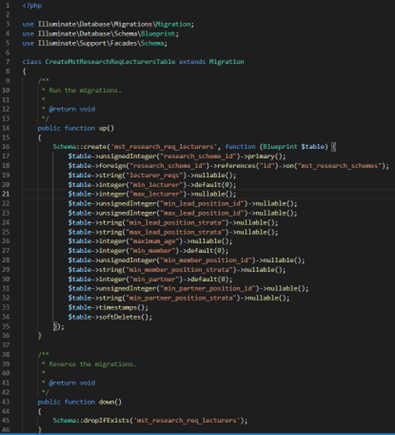 1 <?php
2
3 use Illuminate\Database\Migrations\Migration;
4 use Illuminate\Database\Schema\Blueprint;
5 use Illuminate\Support\Facades\Schema;
6
7 class CreateMstResearchReqLecturersTable extends Migration
8 {
9 /**
10 * Run the migrations.
11 *
12 * @return void
13 */
14 public function up()
15 {
16 Schema::create('mst_research_req_lecturers', function (Blueprint $table) {
17 $table->unsignedInteger("research_scheme_id")->primary();
18 $table->foreign("research_scheme_id")->references("id")->on("mst_research_schemes");
19 $table->string("lecturer_reqs")->nullable();
20 $table->integer("min_lecturer")->default(0);
21 $table->integer("max_lecturer")->nullable();
22 $table->unsignedInteger("min_lead_position_id")->nullable();
23 $table->unsignedInteger("max_lead_position_id")->nullable();
24 $table->string("min_lead_position_strata")->nullable();
25 $table->string("max_lead_position_strata")->nullable();
26 $table->integer("maximum_age")->nullable();
27 $table->integer("min_member")->default(0);
28 $table->unsignedInteger("min_member_position_id")->nullable();
29 $table->string("min_member_position_strata")->nullable();
30 $table->integer("min_partner")->default(0);
31 $table->unsignedInteger("min_partner_position_id")->nullable();
32 $table->string("min_partner_position_strata")->nullable();
33 $table->timestamps();
34 $table->softDeletes();
35 });
36 }
37
38 /**
39 * Reverse the migrations.
40 *
41 * @return void
42 */
43 public function down()
44 {
45 Schema::dropIfExists('mst_research_req_lecturers');
46 }